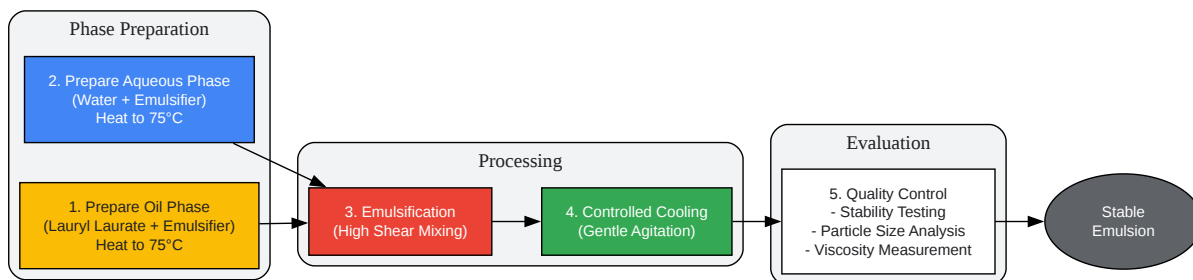 Phase Preparation
2. Prepare Aqueous Phase
(Water + Emulsifier)
Heat to 75°C
1. Prepare Oil Phase
(Lauryl Laurate + Emulsifier)
Heat to 75°C
Processing
3. Emulsification
(High Shear Mixing)
4. Controlled Cooling
(Gentle Agitation)
Evaluation
5. Quality Control
- Stability Testing
- Particle Size Analysis
- Viscosity Measurement
Stable
Emulsion